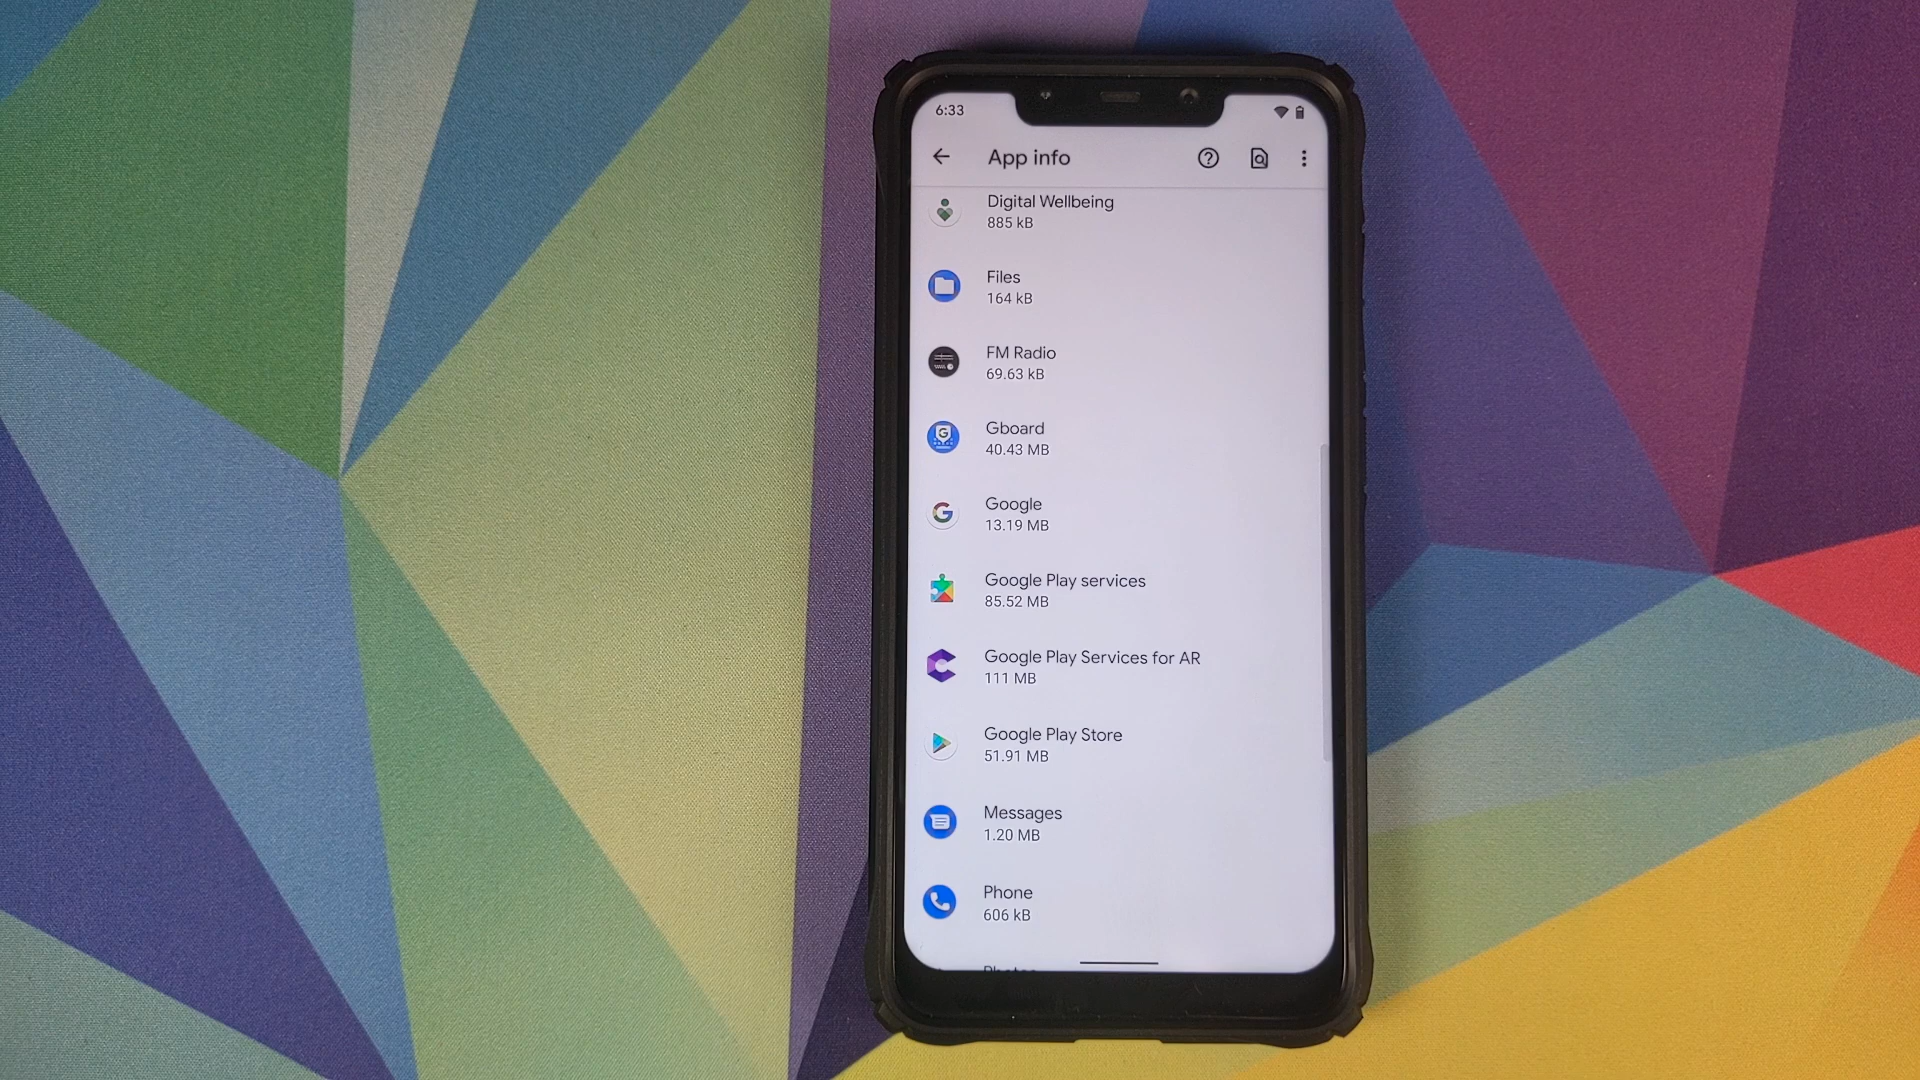 6:33
App info
Digital Wellbeing
885 kB
Files
164 kB
FM Radio
69.63 kB
Gboard
40.43 MB
Google
13.19 MB
Google Play services
85.52 MB
Google Play Services for AR
111 MB
Google Play Store
51.91 MB
Messages
1.20 MB
Phone
606 kB
Photos